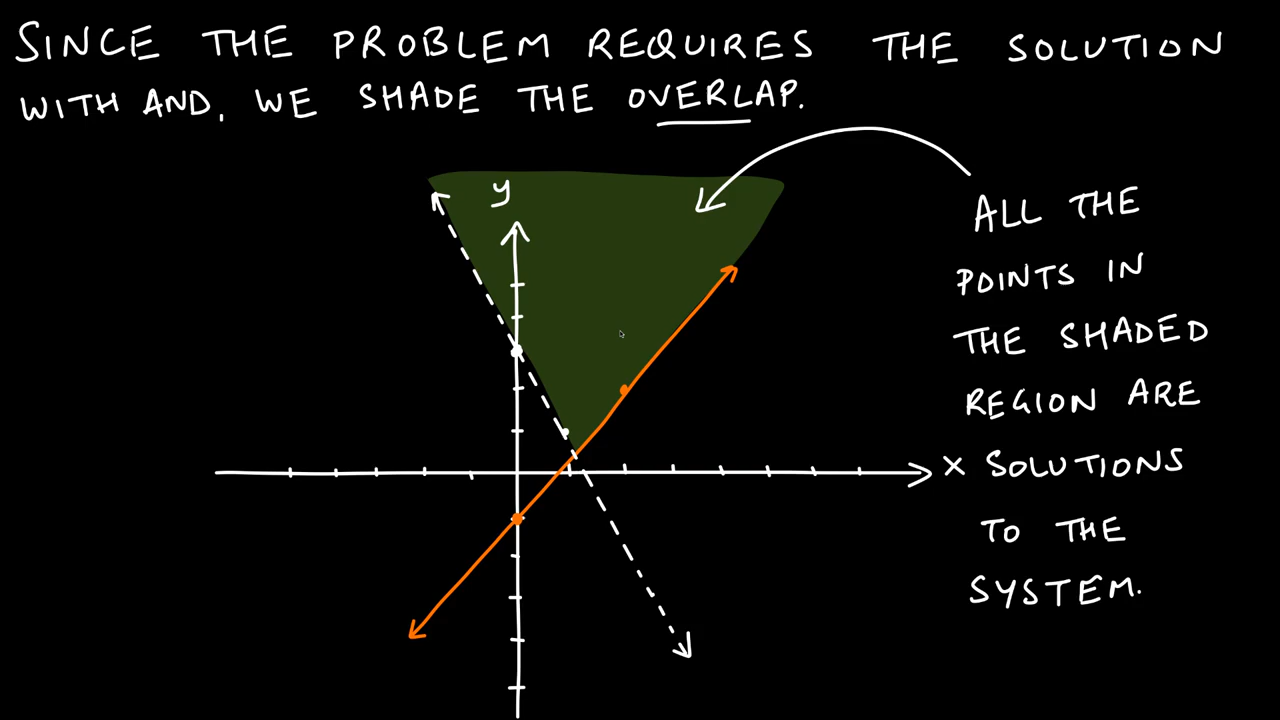 SINCE THE PROBLEM REQUIRES THE SOLUTION
WITH AND, WE SHADE THE OVERLAP.
y
ALL THE
POINTS IN
THE SHADED
REGION ARE
x
SOLUTIONS
TO THE
SYSTEM.